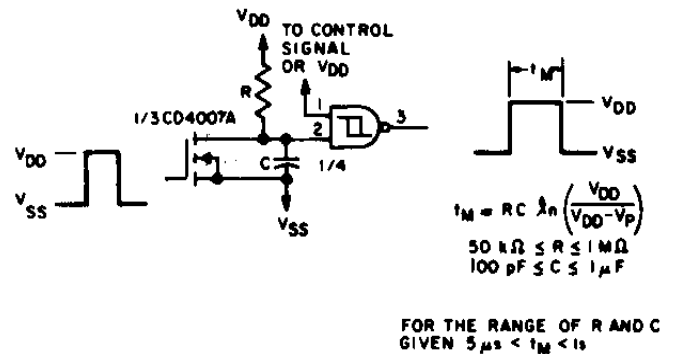 VDD
TO CONTROL
SIGNAL
OR VDD
R
1/3 CD4007A
1
2
3
C
1/4
VDD
VSS
VSS
tM
VDD
VSS
tM = RC ln (VDD / VDD-VP)
50 kΩ ≤ R ≤ 1 MΩ
100 pF ≤ C ≤ 1 µF
FOR THE RANGE OF R AND C
GIVEN 5 µs < tM < 1s